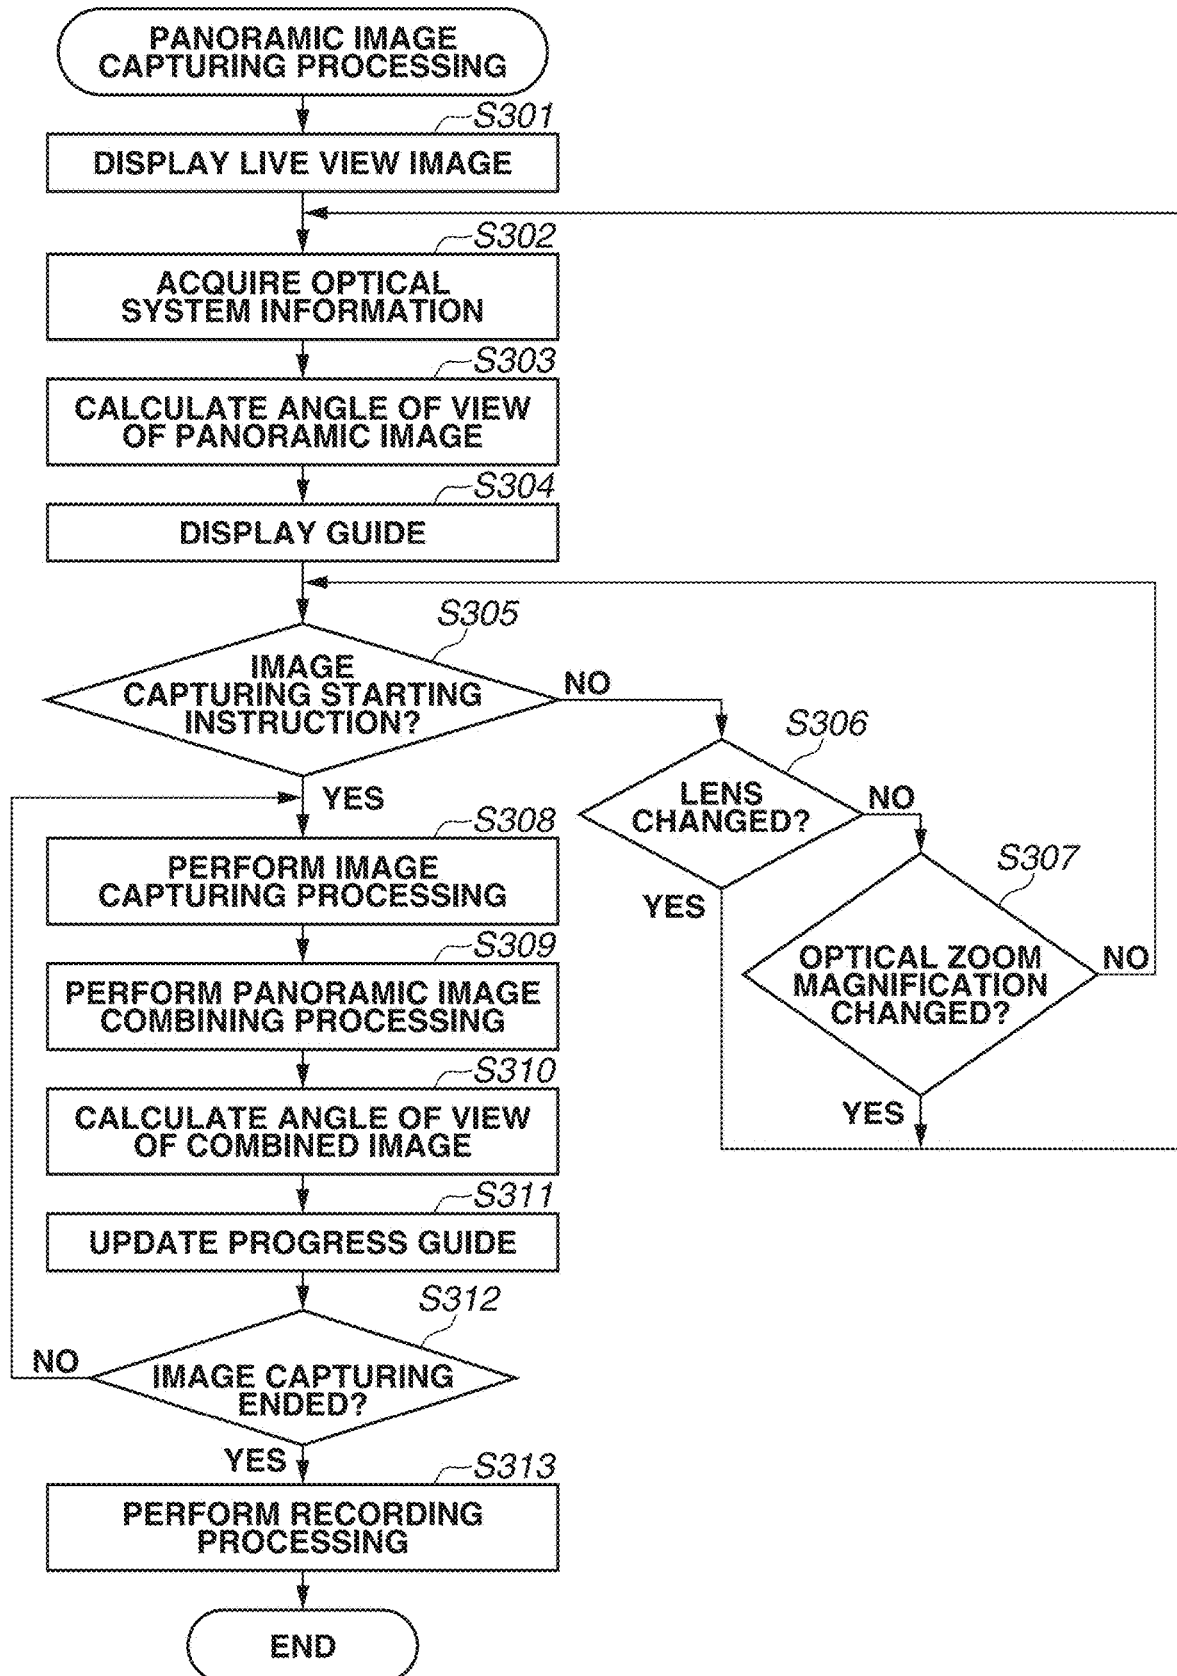 PANORAMIC IMAGE
CAPTURING PROCESSING
S301
DISPLAY LIVE VIEW IMAGE
S302
ACQUIRE OPTICAL
SYSTEM INFORMATION
S303
CALCULATE ANGLE OF VIEW
OF PANORAMIC IMAGE
S304
DISPLAY GUIDE
S305
IMAGE
CAPTURING STARTING
INSTRUCTION?
NO
YES
S306
LENS
CHANGED?
NO
YES
S307
OPTICAL ZOOM
MAGNIFICATION
CHANGED?
NO
YES
S308
PERFORM IMAGE
CAPTURING PROCESSING
S309
PERFORM PANORAMIC IMAGE
COMBINING PROCESSING
S310
CALCULATE ANGLE OF VIEW
OF COMBINED IMAGE
S311
UPDATE PROGRESS GUIDE
S312
IMAGE CAPTURING
ENDED?
NO
YES
S313
PERFORM RECORDING
PROCESSING
END